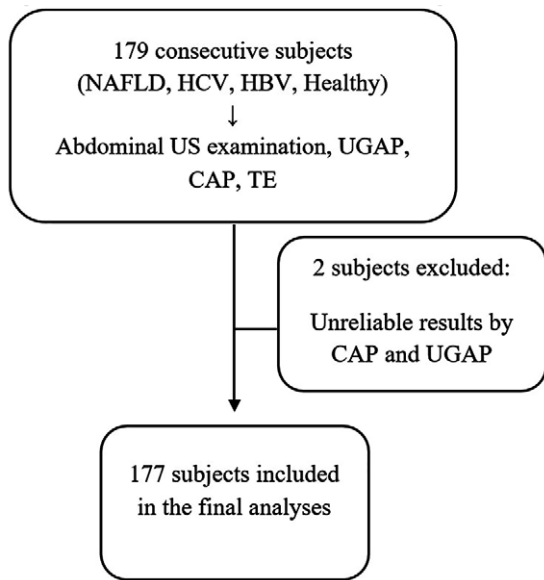 179 consecutive subjects
(NAFLD, HCV, HBV, Healthy)
↓
Abdominal US examination, UGAP,
CAP, TE
2 subjects excluded:
Unreliable results by
CAP and UGAP
177 subjects included
in the final analyses